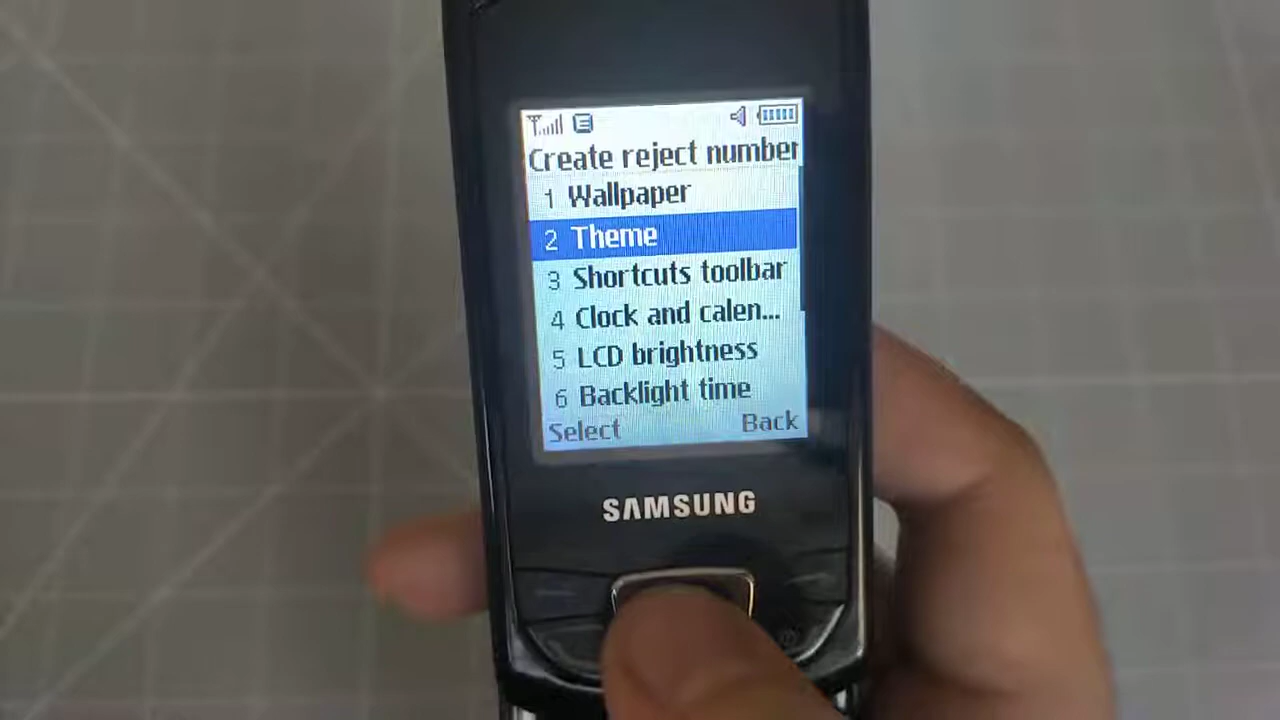 Create reject number
1 Wallpaper
2 Theme
3 Shortcuts toolbar
4 Clock and calen...
5 LCD brightness
6 Backlight time
Select Back
SAMSUNG